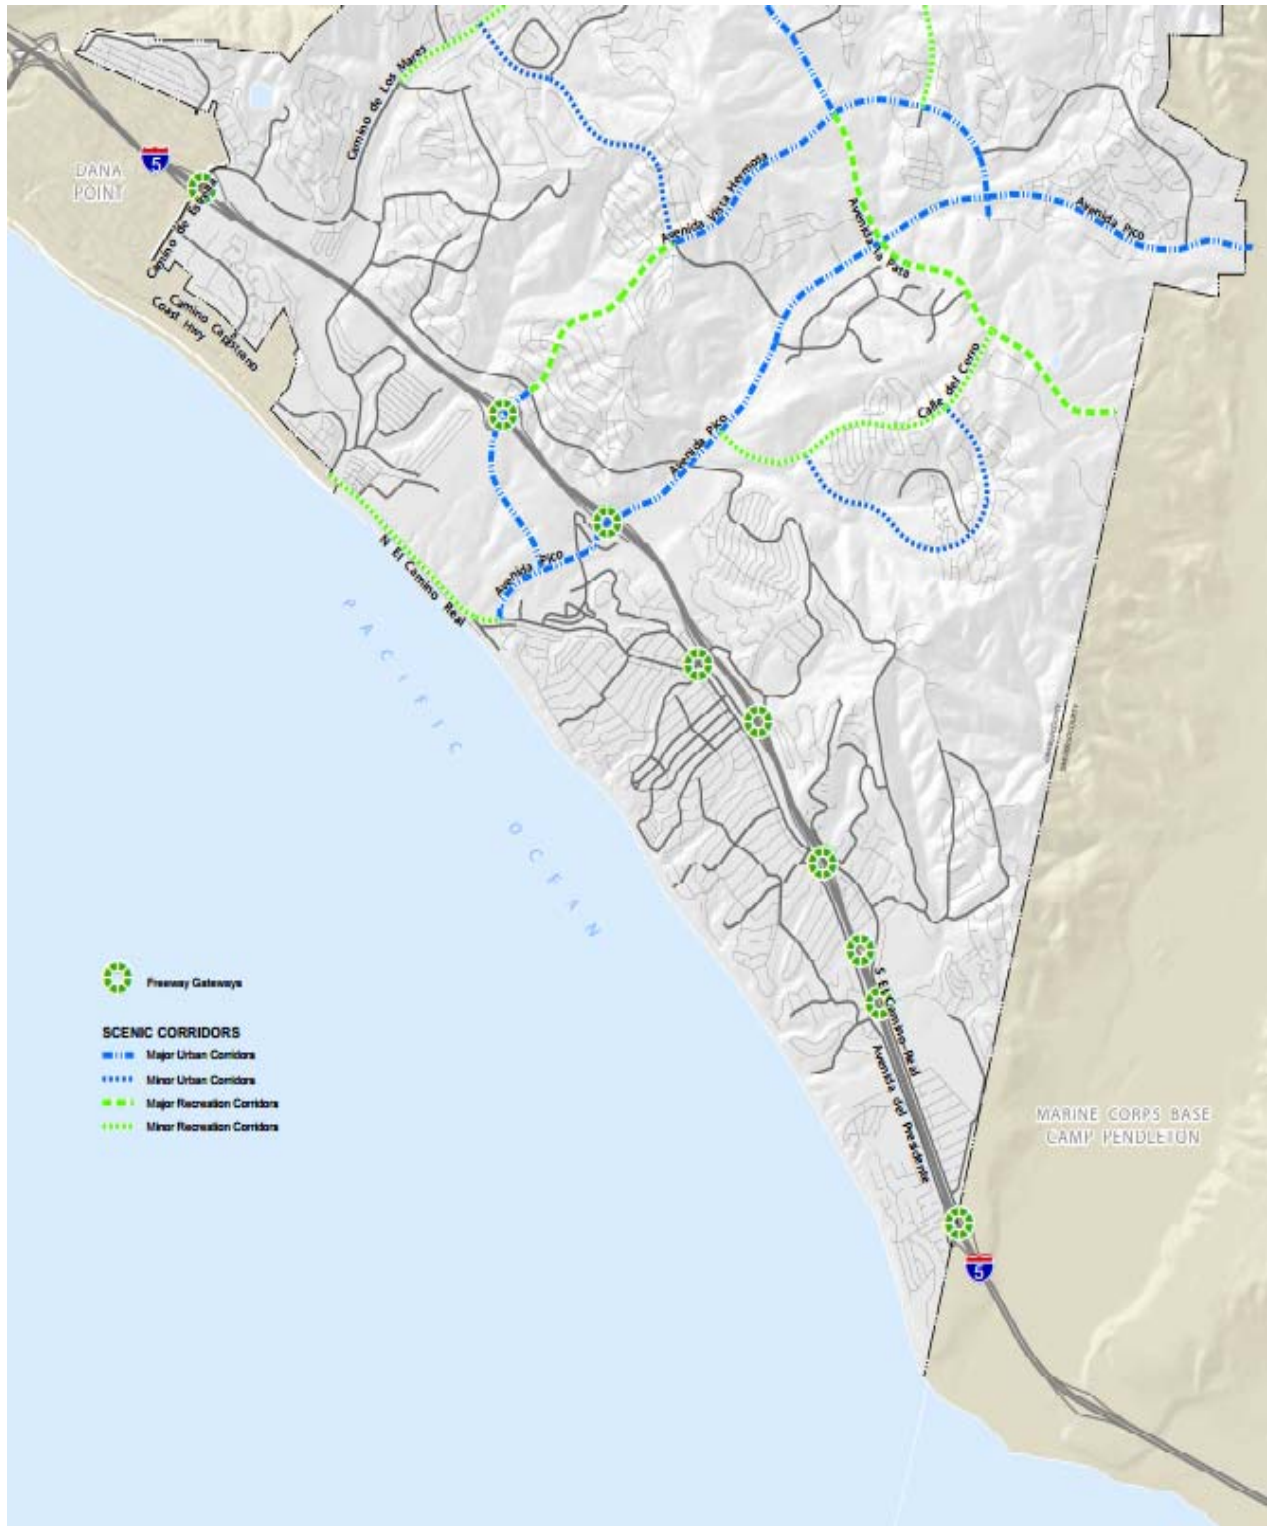 Camino de Los Mares
5
DANA
POINT
Camino de Estrella
Avenida Vista Hermosa
Avenida la Pata
Avenida Pico
Camino Capistrano
Coast Hwy
Calle del Cerro
Avenida Pico
Avenida Pico
N El Camino Real
PACIFIC OCEAN
Freeway Gateways
S El Camino Real
SCENIC CORRIDORS
Major Urban Corridors
Minor Urban Corridors
Major Recreation Corridors
Minor Recreation Corridors
Avenida del Presidente
MARINE CORPS BASE
CAMP PENDLETON
5